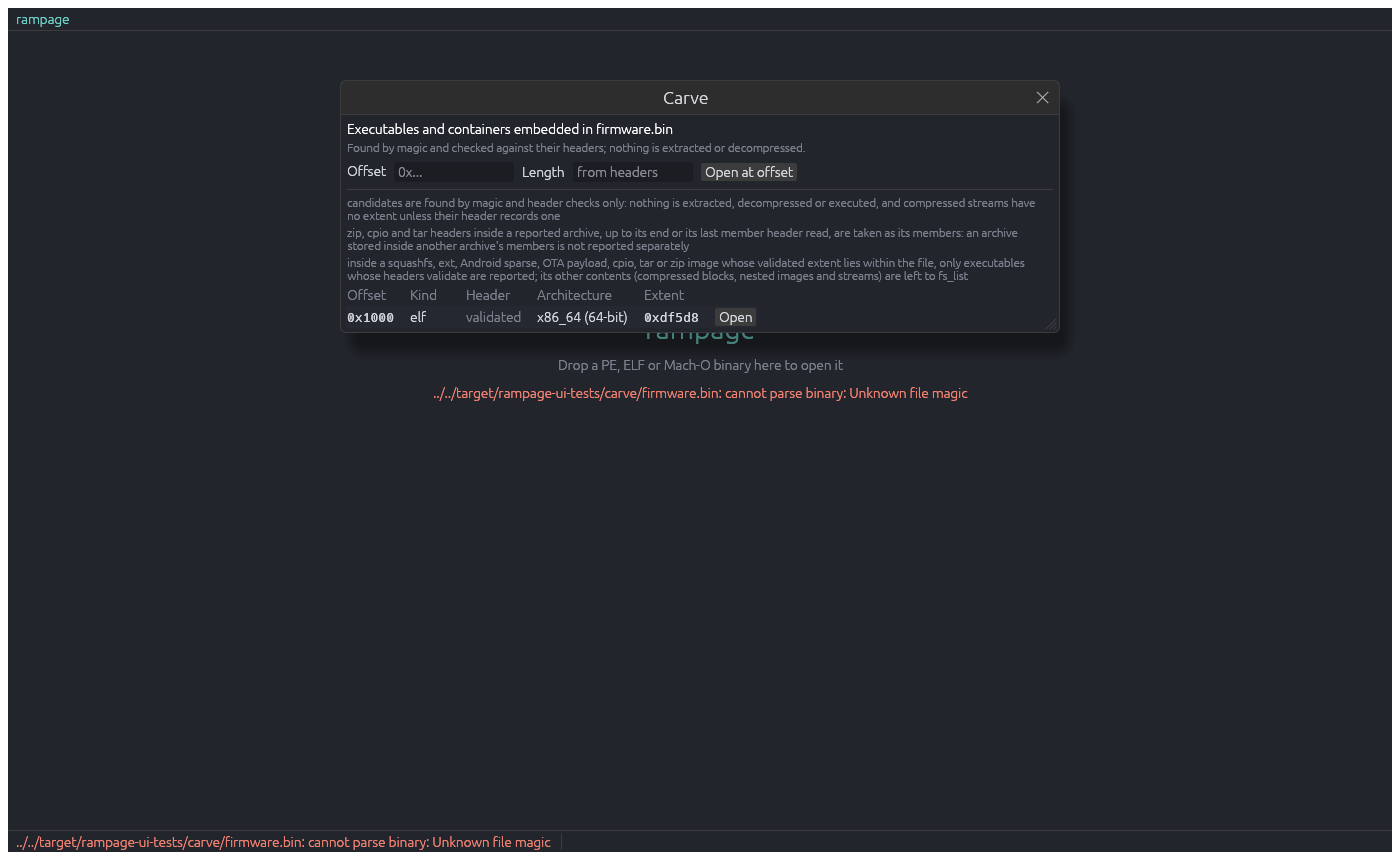 rampage
Carve
Executables and containers embedded in firmware.bin
Found by magic and checked against their headers; nothing is extracted or decompressed.
Offset 0x... Length from headers Open at offset
candidates are found by magic and header checks only: nothing is extracted, decompressed or executed, and compressed streams have
no extent unless their header records one
zip, cpio and tar headers inside a reported archive, up to its end or its last member header read, are taken as its members: an archive
stored inside another archive's members is not reported separately
inside a squashfs, ext, Android sparse, OTA payload, cpio, tar or zip image whose validated extent lies within the file, only executables
whose headers validate are reported; its other contents (compressed blocks, nested images and streams) are left to fs_list
Offset Kind Header Architecture Extent
0x1000 elf validated x86_64 (64-bit) 0xdf5d8 Open
rampage
Drop a PE, ELF or Mach-O binary here to open it
../../target/rampage-ui-tests/carve/firmware.bin: cannot parse binary: Unknown file magic
../../target/rampage-ui-tests/carve/firmware.bin: cannot parse binary: Unknown file magic